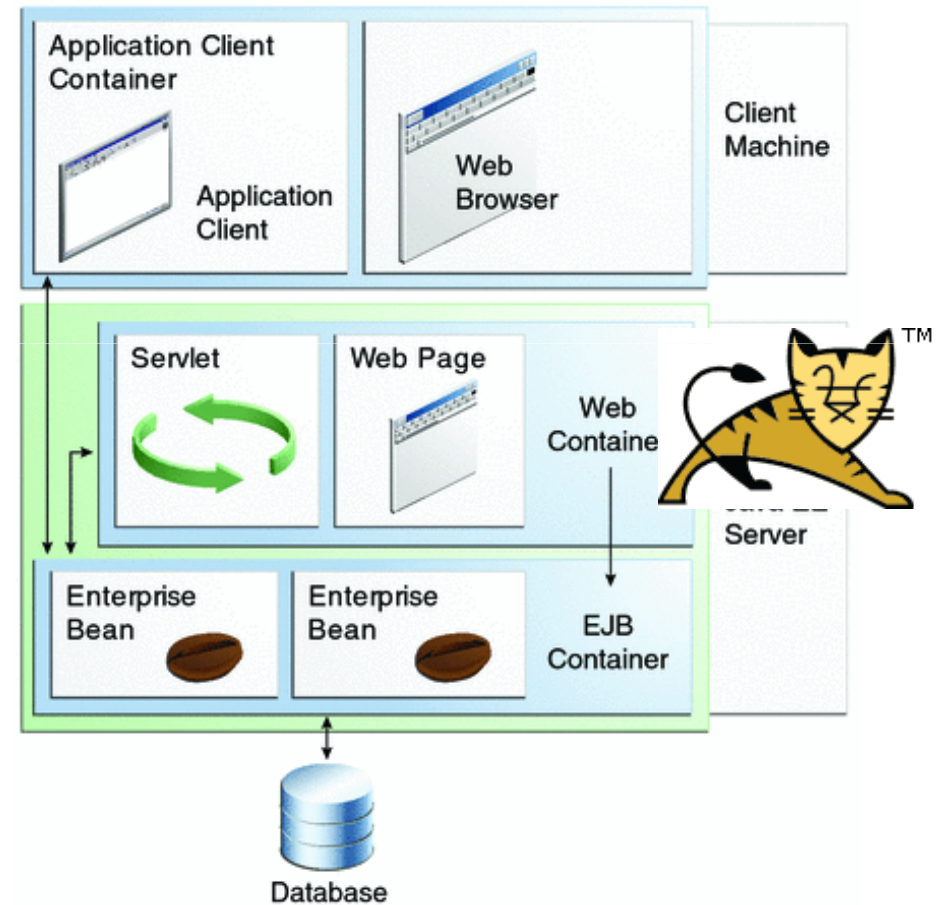 Application Client
Container
Application
Client
Web
Browser
Client
Machine
Servlet
Web Page
Web
Containe
TM
Server
Enterprise
Bean
Enterprise
Bean
EJB
Container
Database